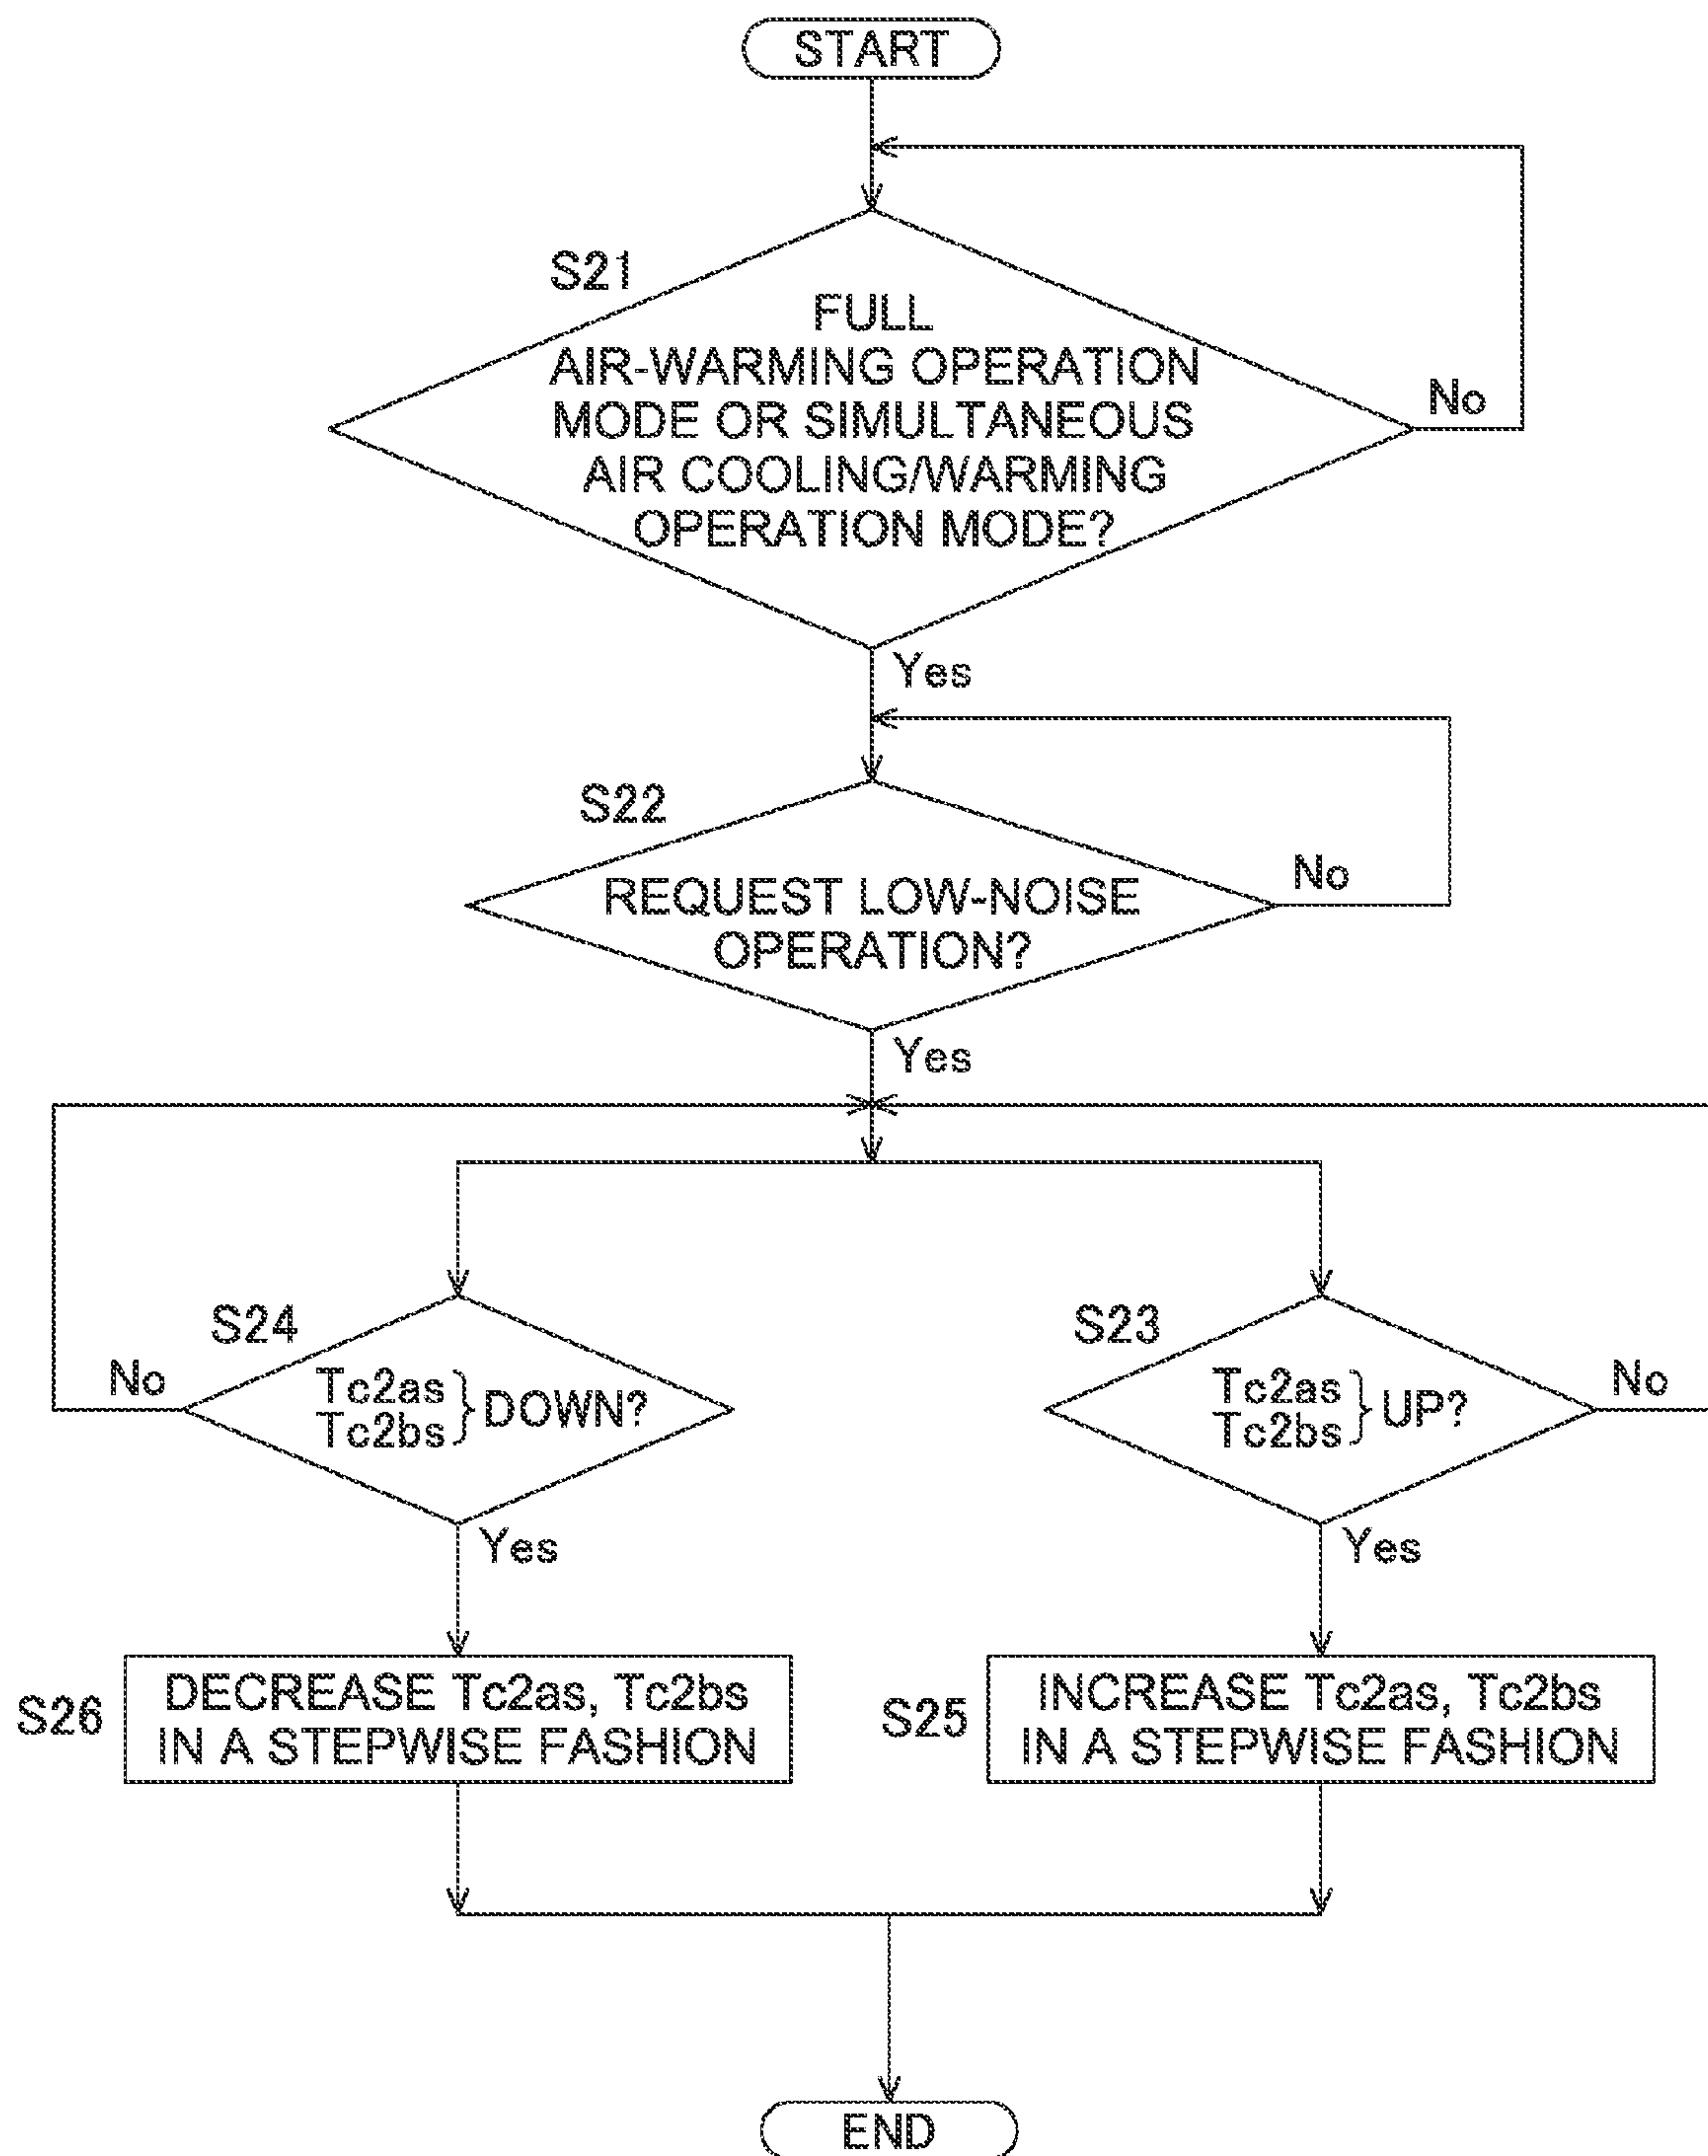 START
S21
FULL
AIR-WARMING OPERATION
MODE OR SIMULTANEOUS
AIR COOLING/WARMING
OPERATION MODE?
No
Yes
S22
REQUEST LOW-NOISE
OPERATION?
No
Yes
S24
No
Tc2as
Tc2bs
} DOWN?
Yes
S23
Tc2as
Tc2bs
} UP?
No
Yes
S26
DECREASE Tc2as, Tc2bs
IN A STEPWISE FASHION
S25
INCREASE Tc2as, Tc2bs
IN A STEPWISE FASHION
END